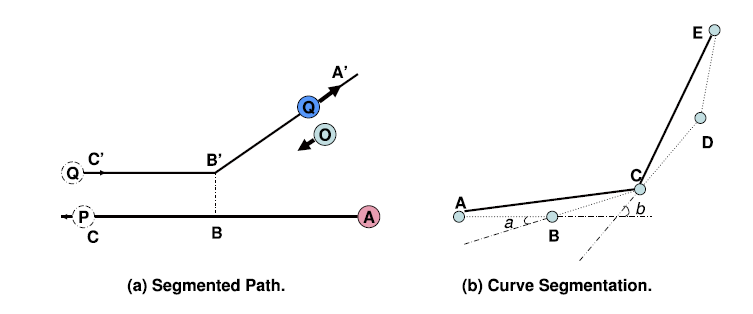 A'
Q
O
C'
B'
Q
P
A
C
B
(a) Segmented Path.
E
D
C
A
a
b
B
(b) Curve Segmentation.